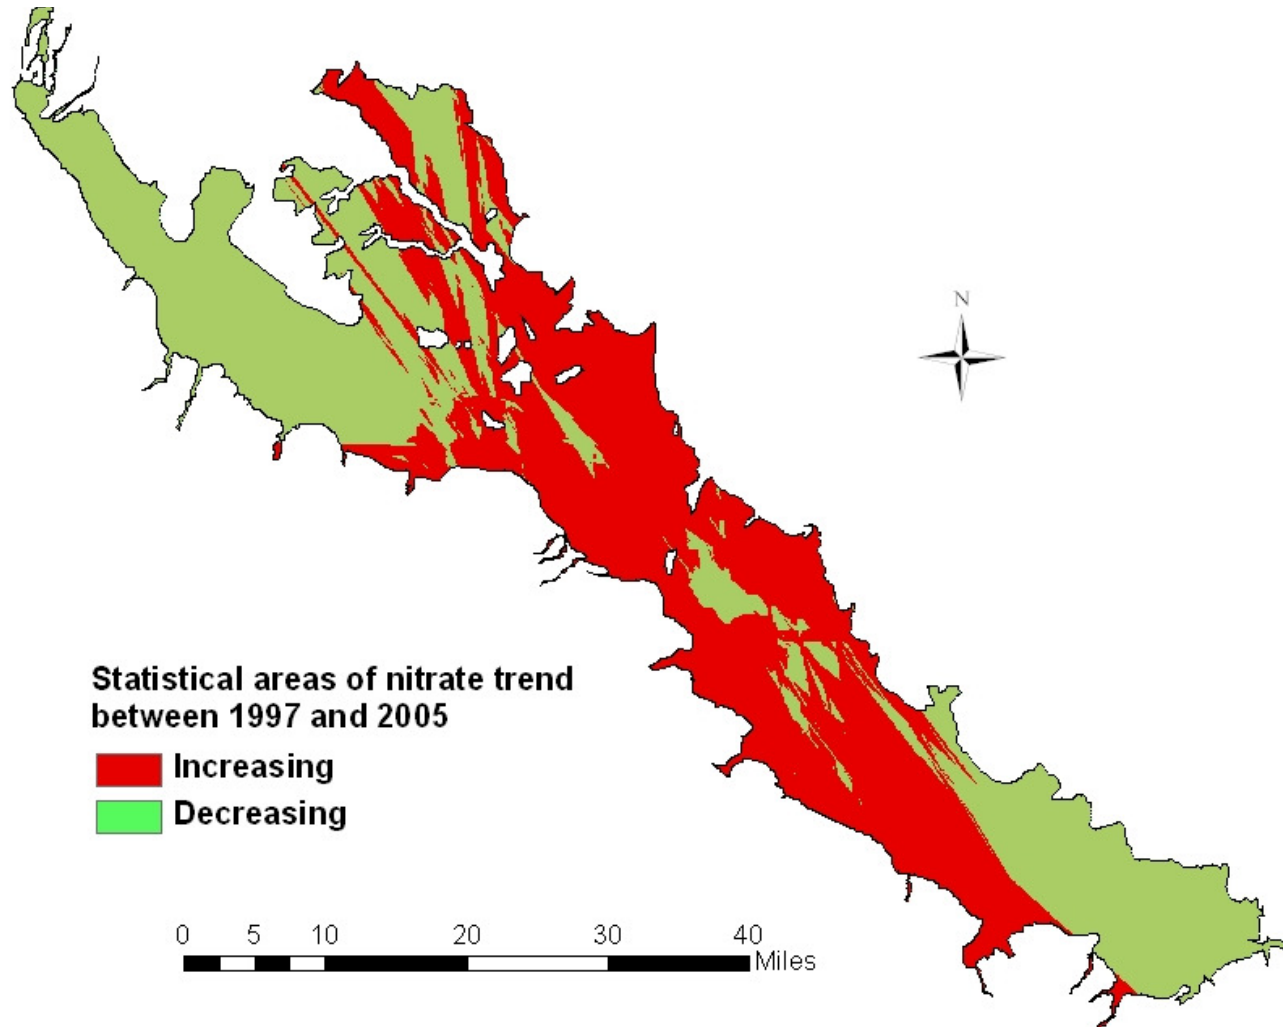 N
Statistical areas of nitrate trend
between 1997 and 2005
Increasing
Decreasing
0 5 10 20 30 40
Miles